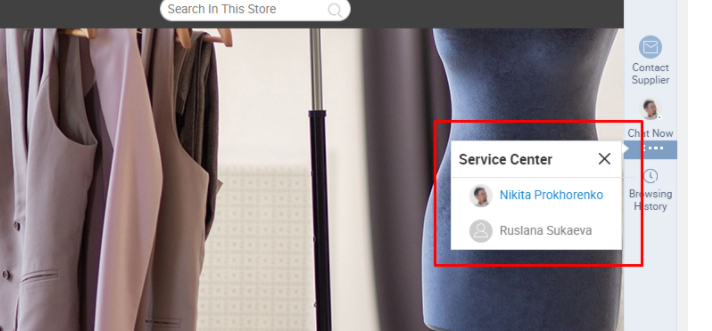 Search In This Store
Contact
Supplier
Chat Now
Service Center
Nikita Prokhorenko
Ruslana Sukaeva
Browsing
History